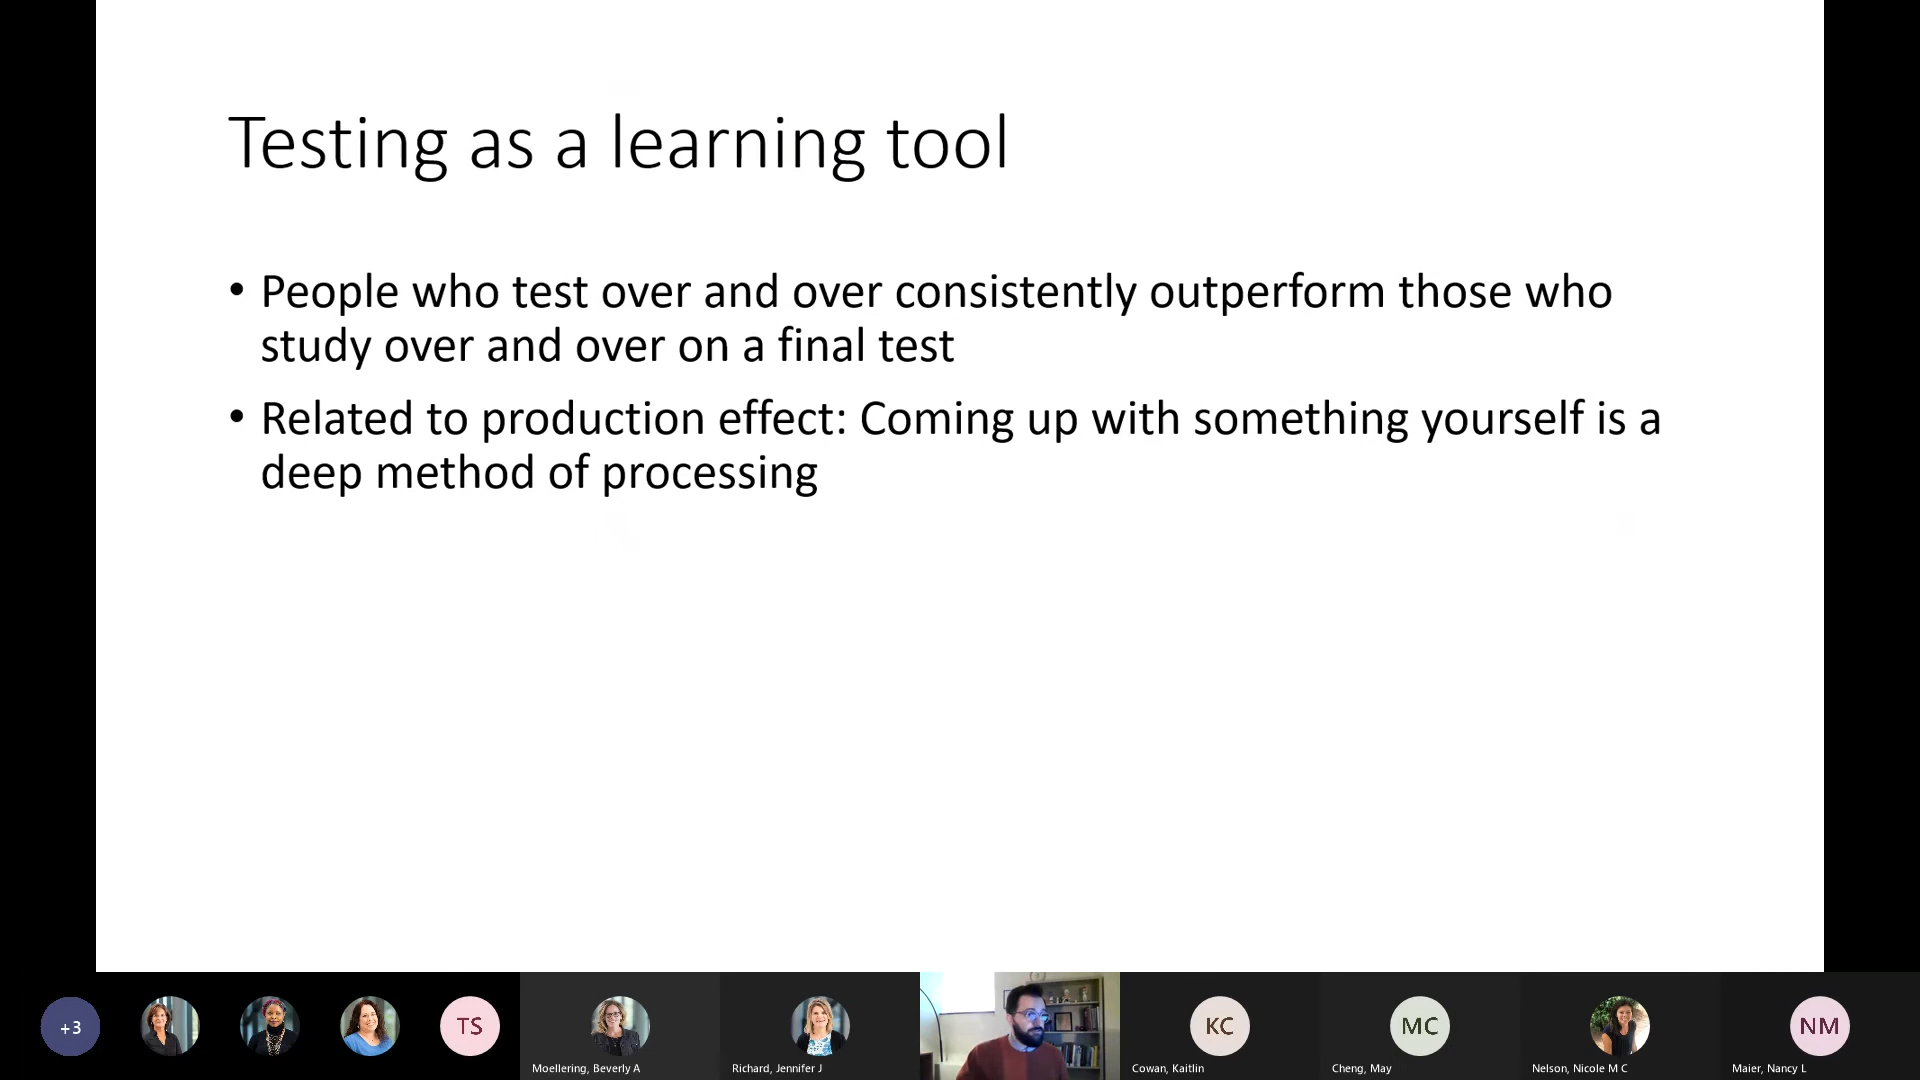 Testing as a learning tool
• People who test over and over consistently outperform those who
study over and over on a final test
• Related to production effect: Coming up with something yourself is a
deep method of processing
+3
TS
KC
MC
NM
Moellering, Beverly A
Richard, Jennifer J
Cowan, Kaitlin
Cheng, May
Nelson, Nicole M C
Maier, Nancy L